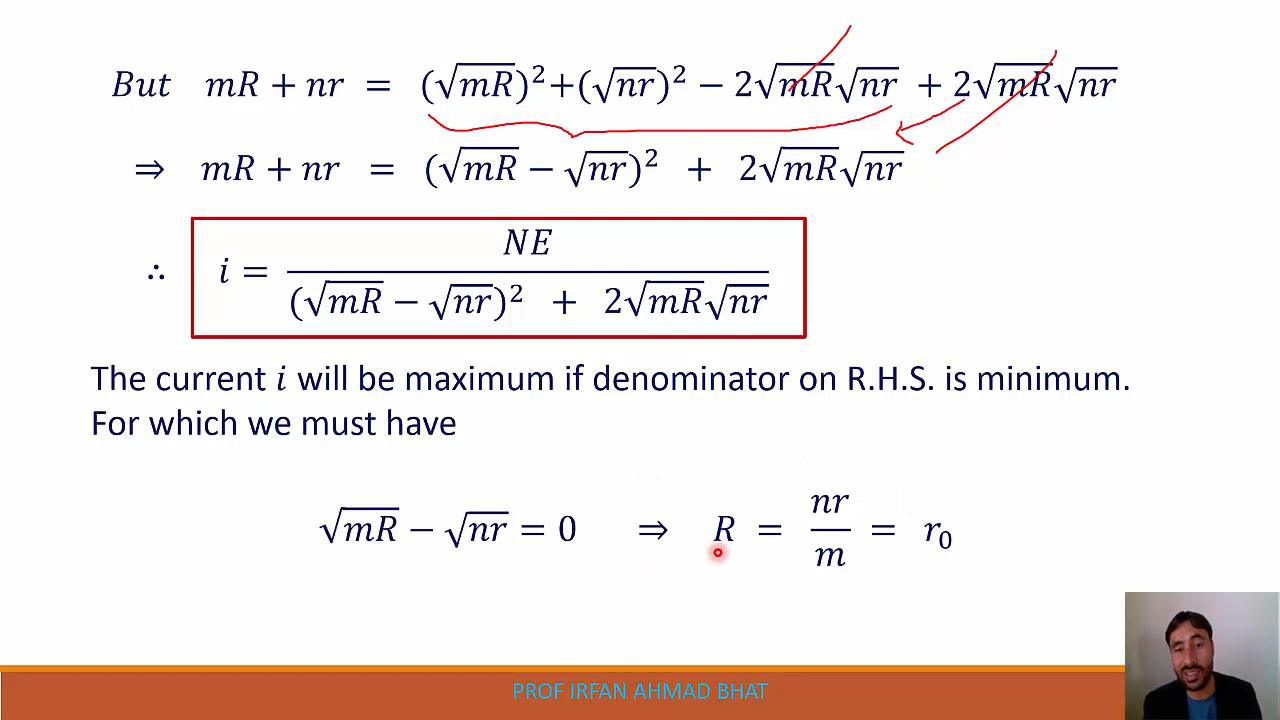 But mR + nr = (√mR)² + (√nr)² − 2√mR√nr + 2√mR√nr
⇒ mR + nr = (√mR − √nr)² + 2√mR√nr
∴ i = NE / ((√mR − √nr)² + 2√mR√nr)
The current i will be maximum if denominator on R.H.S. is minimum.
For which we must have
√mR − √nr = 0 ⇒ R = nr/m = r₀
PROF IRFAN AHMAD BHAT